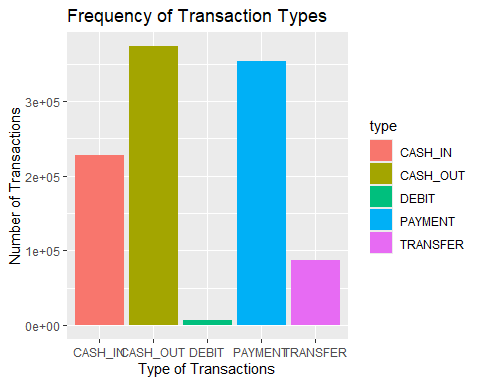 Frequency of Transaction Types
Number of Transactions
3e+05
2e+05
1e+05
0e+00
CASH_IN CASH_OUT DEBIT PAYMENT TRANSFER
Type of Transactions
type
CASH_IN
CASH_OUT
DEBIT
PAYMENT
TRANSFER